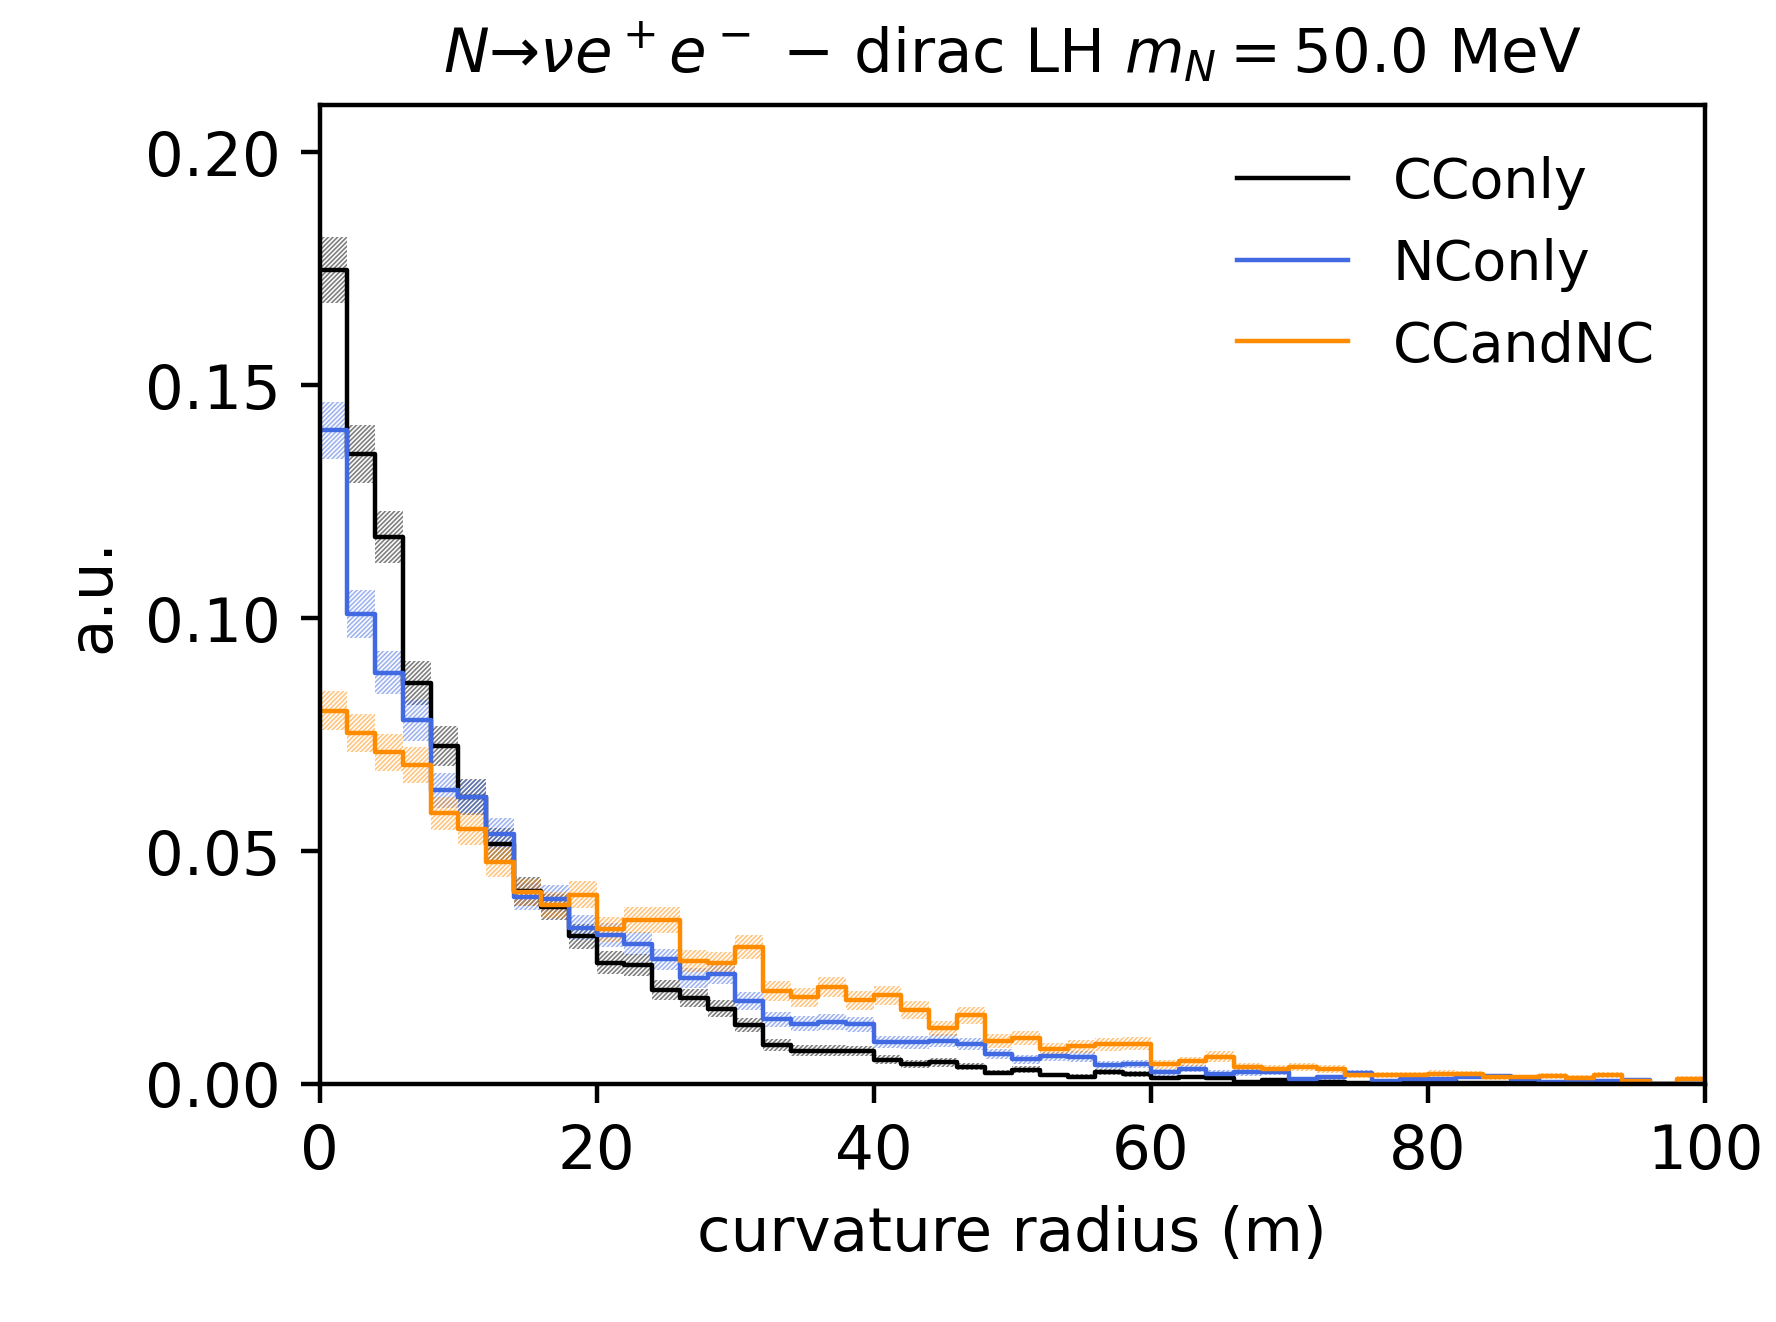 N→νe⁺e⁻ − dirac LH m_N = 50.0 MeV
CConly
NConly
CCandNC
a.u.
0.20
0.15
0.10
0.05
0.00
0 20 40 60 80 100
curvature radius (m)